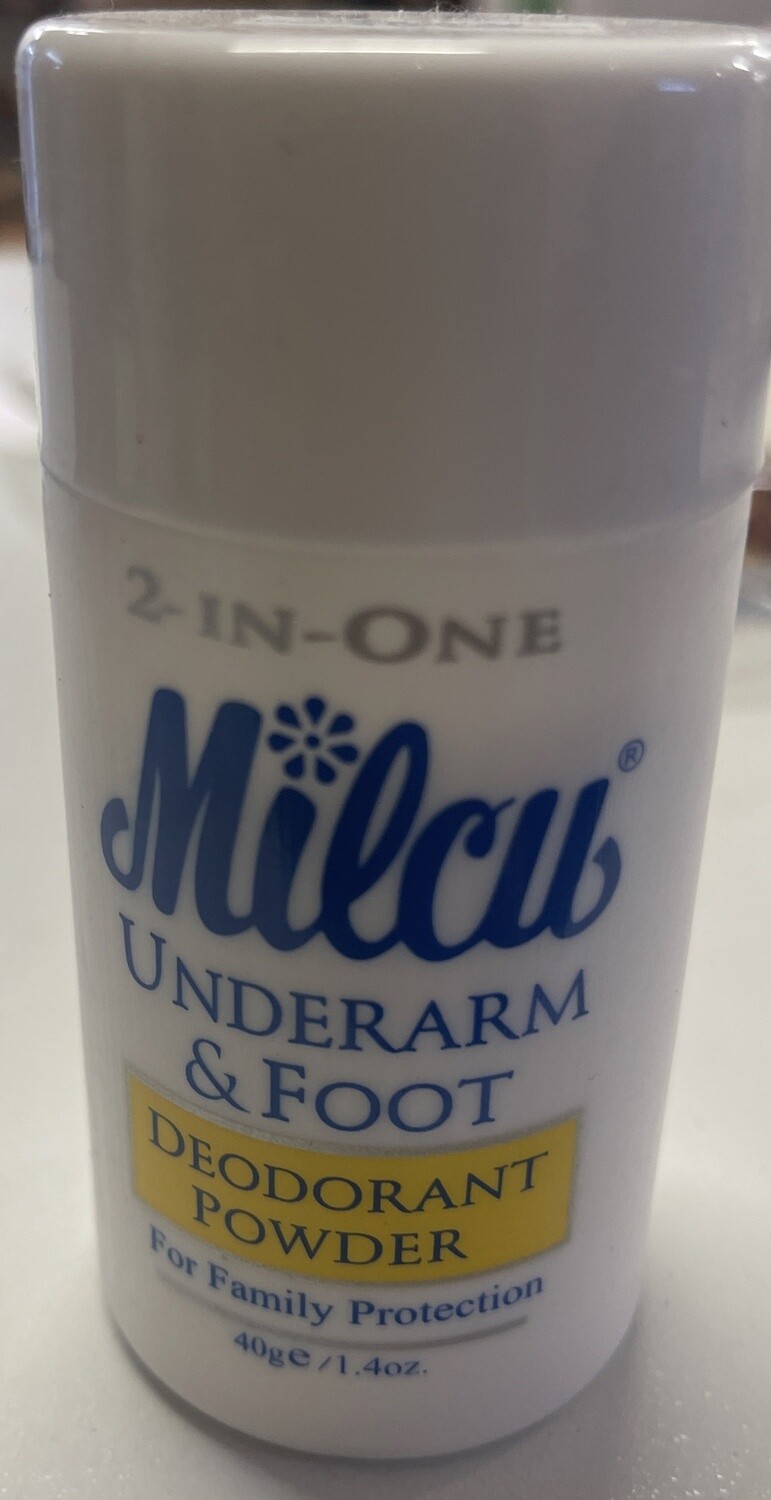 2-IN-ONE
Milcu®
UNDERARM
& FOOT
DEODORANT
POWDER
For Family Protection
40g e /1.4oz.